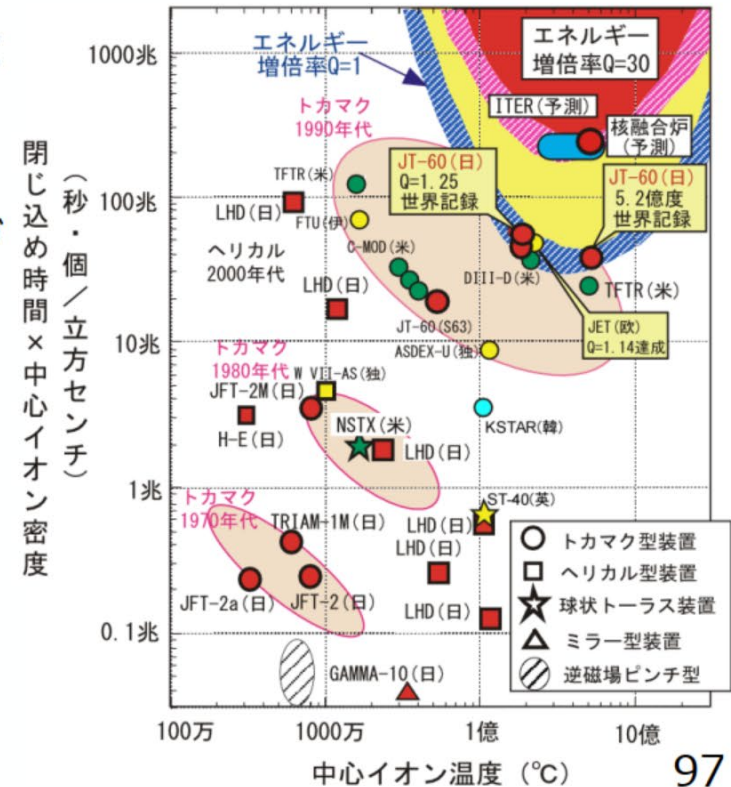 閉じ込め時間×中心イオン密度
(秒・個/立方センチ)
1000兆
100兆
10兆
1兆
0.1兆
エネルギー
増倍率Q=1
エネルギー
増倍率Q=30
トカマク
1990年代
ITER(予測)
核融合炉
(予測)
JT-60(日)
Q=1.25
世界記録
JT-60(日)
5.2億度
世界記録
TFTR(米)
LHD(日)
FTU(伊)
C-MOD(米)
ヘリカル
2000年代
LHD(日)
DIII-D(米)
TFTR(米)
JT-60(S63)
JET(欧)
Q=1.14達成
ASDEX-U(独)
トカマク
1980年代
W VII-AS(独)
JFT-2M(日)
H-E(日)
NSTX(米)
LHD(日)
KSTAR(韓)
トカマク
1970年代
TRIAM-1M(日)
ST-40(英)
LHD(日)
LHD(日)
JFT-2a(日)
JFT-2(日)
LHD(日)
GAMMA-10(日)
トカマク型装置
ヘリカル型装置
球状トーラス装置
ミラー型装置
逆磁場ピンチ型
100万
1000万
1億
10億
中心イオン温度(℃)
97